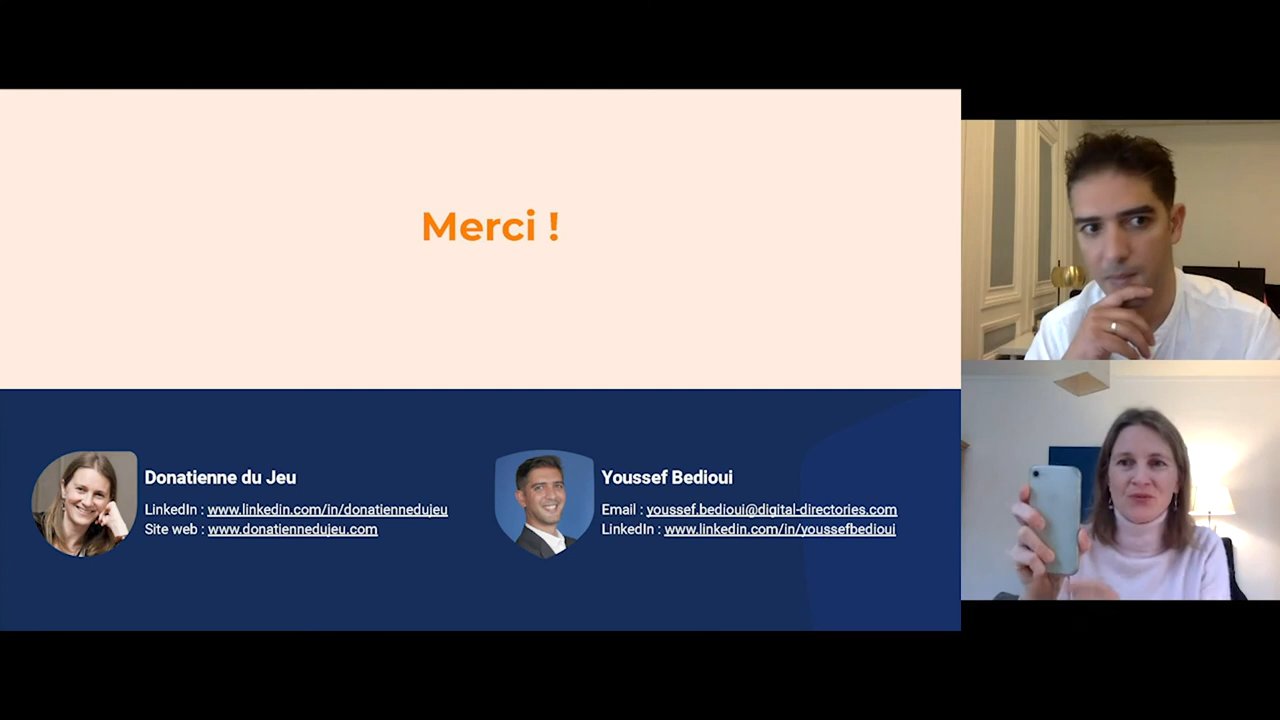 Merci !
Donatienne du Jeu
LinkedIn : www.linkedin.com/in/donatiennedujeu
Site web : www.donatiennedujeu.com
Youssef Bedioui
Email : youssef.bedioui@digital-directories.com
LinkedIn : www.linkedin.com/in/youssefbedioui